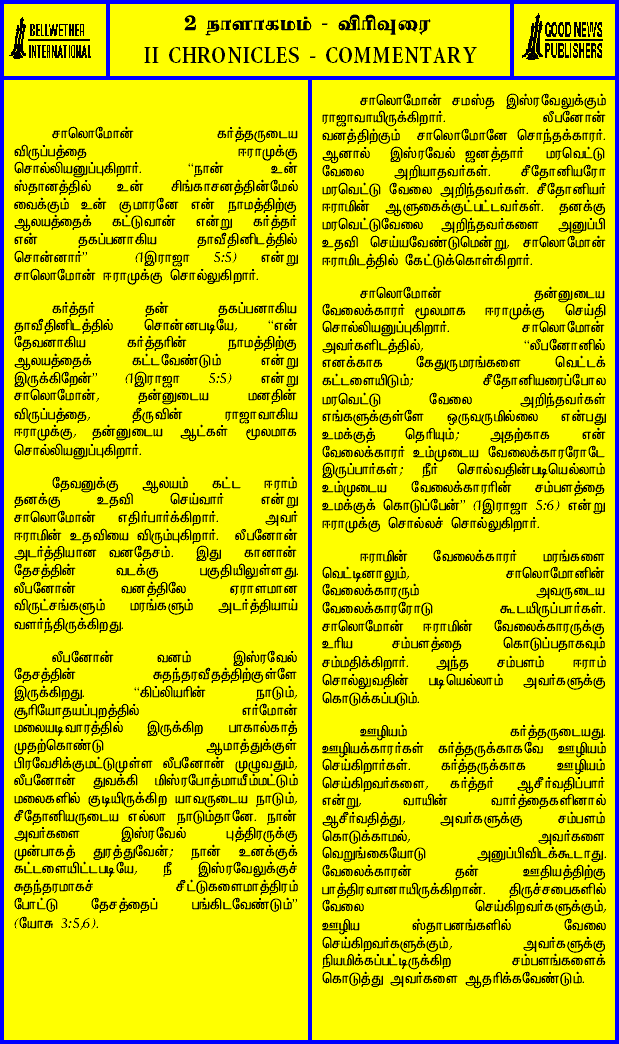 BELLWETHER
INTERNATIONAL
2 நாளாகமம் - விரிவுரை
II CHRONICLES - COMMENTARY
GOOD NEWS
PUBLISHERS
சாலொமோன் கர்த்தருடைய
விருப்பத்தை ஈராமுக்கு
சொல்லியனுப்புகிறார். “நான் உன்
ஸ்தானத்தில் உன் சிங்காசனத்தின்மேல்
வைக்கும் உன் குமாரனே என் நாமத்திற்கு
ஆலயத்தைக் கட்டுவான் என்று கர்த்தர்
என் தகப்பனாகிய தாவீதினிடத்தில்
சொன்னார்” (1இராஜா 5:5) என்று
சாலொமோன் ஈராமுக்கு சொல்லுகிறார்.
கர்த்தர் தன் தகப்பனாகிய
தாவீதினிடத்தில் சொன்னபடியே, “என்
தேவனாகிய கர்த்தரின் நாமத்திற்கு
ஆலயத்தைக் கட்டவேண்டும் என்று
இருக்கிறேன்” (1இராஜா 5:5) என்று
சாலொமோன், தன்னுடைய மனதின்
விருப்பத்தை, தீருவின் ராஜாவாகிய
ஈராமுக்கு, தன்னுடைய ஆட்கள் மூலமாக
சொல்லியனுப்புகிறார்.
தேவனுக்கு ஆலயம் கட்ட ஈராம்
தனக்கு உதவி செய்வார் என்று
சாலொமோன் எதிர்பார்க்கிறார். அவர்
ஈராமின் உதவியை விரும்புகிறார். லீபனோன்
அடர்த்தியான வனதேசம். இது கானான்
தேசத்தின் வடக்கு பகுதியிலுள்ளது.
லீபனோன் வனத்திலே ஏராளமான
விருட்சங்களும் மரங்களும் அடர்த்தியாய்
வளர்ந்திருக்கிறது.
லீபனோன் வனம் இஸ்ரவேல்
தேசத்தின் சுதந்தரவீதத்திற்குள்ளே
இருக்கிறது. “கிப்லியரின் நாடும்,
சூரியோதயப்புறத்தில் எர்மோன்
மலையடிவாரத்தில் இருக்கிற பாகால்காத்
முதற்கொண்டு ஆமாத்துக்குள்
பிரவேசிக்குமட்டுமுள்ள லீபனோன் முழுவதும்,
லீபனோன் துவக்கி மிஸ்ரபோத்மாயீம்மட்டும்
மலைகளில் குடியிருக்கிற யாவருடைய நாடும்,
சீதோனியருடைய எல்லா நாடும்தானே. நான்
அவர்களை இஸ்ரவேல் புத்திரருக்கு
முன்பாகத் துரத்துவேன்; நான் உனக்குக்
கட்டளையிட்டபடியே, நீ இஸ்ரவேலுக்குச்
சுதந்தரமாகச் சீட்டுகளைமாத்திரம்
போட்டு தேசத்தைப் பங்கிடவேண்டும்”
(யோசு 3:5,6).
சாலொமோன் சமஸ்த இஸ்ரவேலுக்கும்
ராஜாவாயிருக்கிறார். லீபனோன்
வனத்திற்கும் சாலொமோனே சொந்தக்காரர்.
ஆனால் இஸ்ரவேல் ஜனத்தார் மரவெட்டு
வேலை அறியாதவர்கள். சீதோனியரோ
மரவெட்டு வேலை அறிந்தவர்கள். சீதோனியர்
ஈராமின் ஆளுகைக்குட்பட்டவர்கள். தனக்கு
மரவெட்டுவேலை அறிந்தவர்களை அனுப்பி
உதவி செய்யவேண்டுமென்று, சாலொமோன்
ஈராமிடத்தில் கேட்டுக்கொள்கிறார்.
சாலொமோன் தன்னுடைய
வேலைக்காரர் மூலமாக ஈராமுக்கு செய்தி
சொல்லியனுப்புகிறார். சாலொமோன்
அவர்களிடத்தில், “லீபனோனில்
எனக்காக கேதுருமரங்களை வெட்டக்
கட்டளையிடும்; சீதோனியரைப்போல
மரவெட்டு வேலை அறிந்தவர்கள்
எங்களுக்குள்ளே ஒருவருமில்லை என்பது
உமக்குத் தெரியும்; அதற்காக என்
வேலைக்காரர் உம்முடைய வேலைக்காரரோடே
இருப்பார்கள்; நீர் சொல்வதின்படியெல்லாம்
உம்முடைய வேலைக்காரரின் சம்பளத்தை
உமக்குக் கொடுப்பேன்” (1இராஜா 5:6) என்று
ஈராமுக்கு சொல்லச் சொல்லுகிறார்.
ஈராமின் வேலைக்காரர் மரங்களை
வெட்டினாலும், சாலொமோனின்
வேலைக்காரரும் அவருடைய
வேலைக்காரரோடு கூடயிருப்பார்கள்.
சாலொமோன் ஈராமின் வேலைக்காரருக்கு
உரிய சம்பளத்தை கொடுப்பதாகவும்
சம்மதிக்கிறார். அந்த சம்பளம் ஈராம்
சொல்லுவதின் படியெல்லாம் அவர்களுக்கு
கொடுக்கப்படும்.
ஊழியம் கர்த்தருடையது.
ஊழியக்காரர்கள் கர்த்தருக்காகவே ஊழியம்
செய்கிறார்கள். கர்த்தருக்காக ஊழியம்
செய்கிறவர்களை, கர்த்தர் ஆசீர்வதிப்பார்
என்று, வாயின் வார்த்தைகளினால்
ஆசீர்வதித்து, அவர்களுக்கு சம்பளம்
கொடுக்காமல், அவர்களை
வெறுங்கையோடு அனுப்பிவிடக்கூடாது.
வேலைக்காரன் தன் ஊதியத்திற்கு
பாத்திரவானாயிருக்கிறான். திருச்சபைகளில்
வேலை செய்கிறவர்களுக்கும்,
ஊழிய ஸ்தாபனங்களில் வேலை
செய்கிறவர்களுக்கும், அவர்களுக்கு
நியமிக்கப்பட்டிருக்கிற சம்பளங்களைக்
கொடுத்து அவர்களை ஆதரிக்கவேண்டும்.